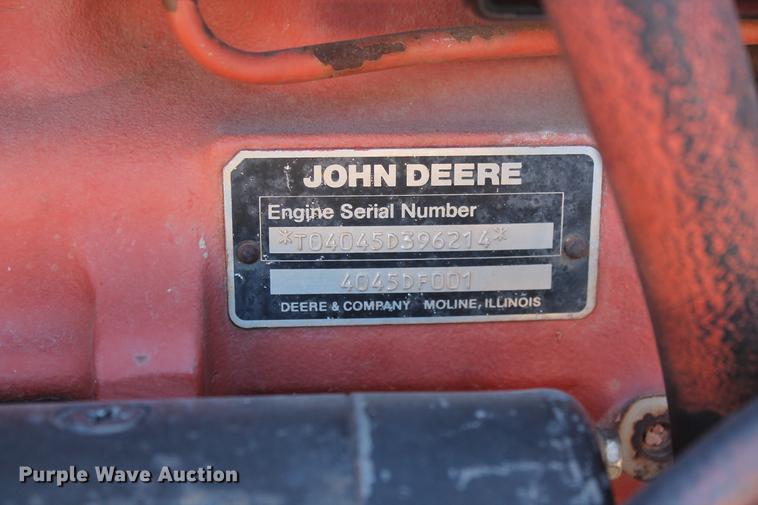 JOHN DEERE
Engine Serial Number
*T04045D396214*
4045DF001
DEERE & COMPANY MOLINE, ILLINOIS
Purple Wave Auction